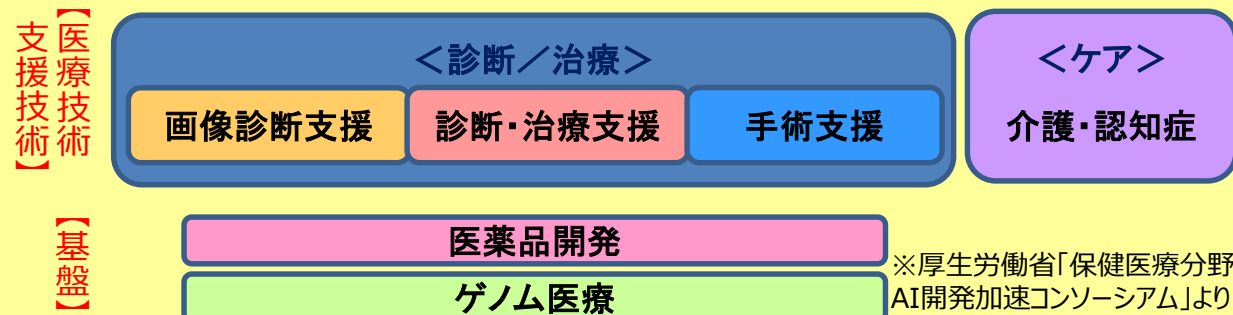 【医療技術
支援技術】
＜診断／治療＞
画像診断支援
診断・治療支援
手術支援
＜ケア＞
介護・認知症
【基盤】
医薬品開発
ゲノム医療
※厚生労働省「保健医療分野
AI開発加速コンソーシアム」より